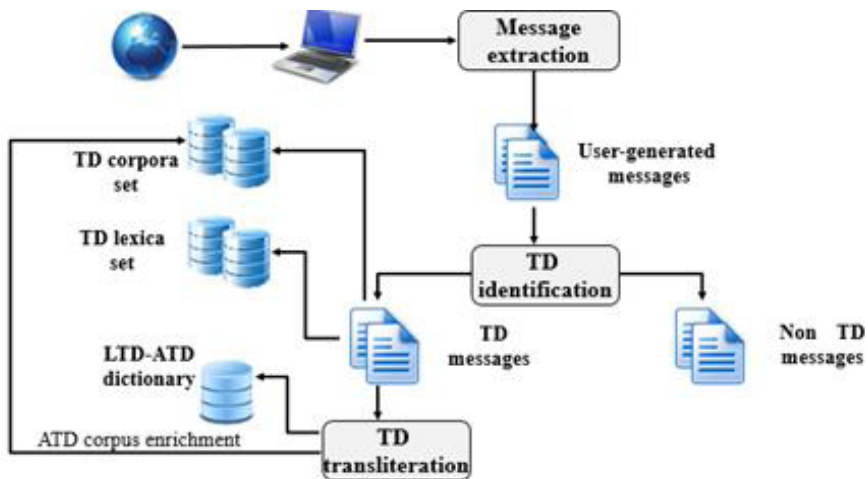 Message
extraction
User-generated
messages
TD corpora
set
TD lexica
set
TD
identification
TD
messages
Non TD
messages
LTD-ATD
dictionary
ATD corpus enrichment
TD
transliteration